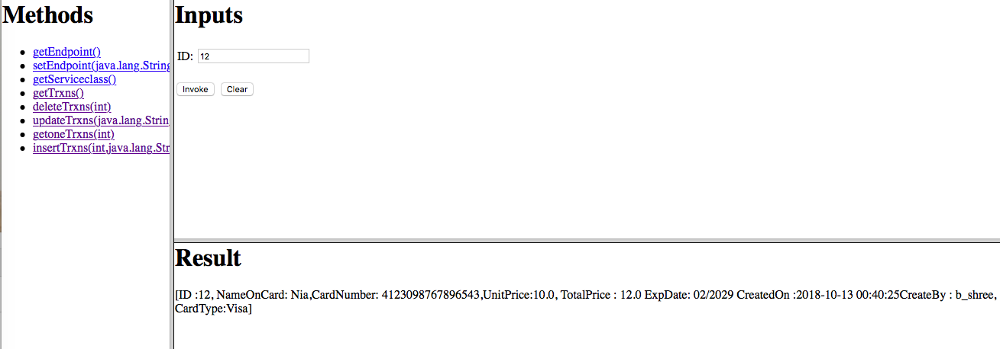 Methods
getEndpoint()
setEndpoint(java.lang.String
getServiceclass()
getTrxns()
deleteTrxns(int)
updateTrxns(java.lang.Strin
getoneTrxns(int)
insertTrxns(int,java.lang.Str
Inputs
ID: 12
Invoke Clear
Result
[ID :12, NameOnCard: Nia,CardNumber: 4123098767896543,UnitPrice:10.0, TotalPrice : 12.0 ExpDate: 02/2029 CreatedOn :2018-10-13 00:40:25CreateBy : b_shree,
CardType:Visa]